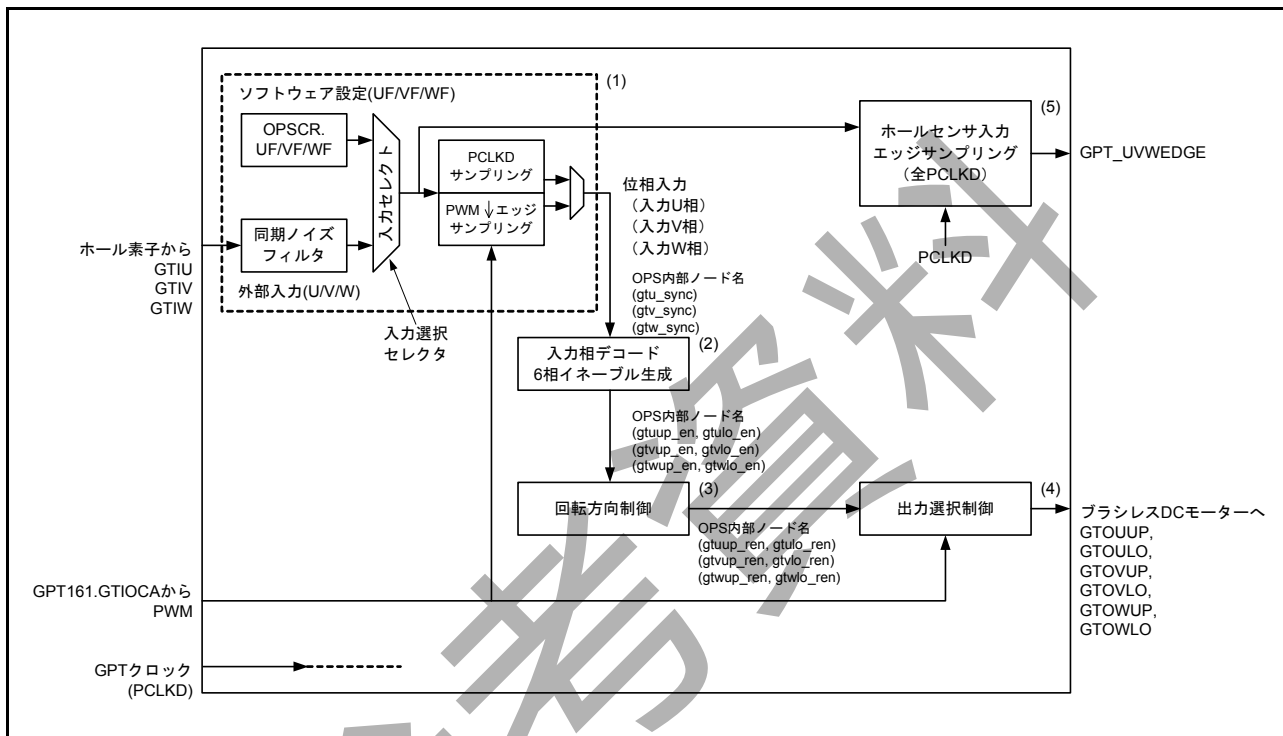 ソフトウェア設定(UF/VF/WF)
(1)
OPSCR.
UF/VF/WF
入力セレクト
PCLKD
サンプリング
PWM ↓エッジ
サンプリング
同期ノイズ
フィルタ
外部入力(U/V/W)
ホール素子から
GTIU
GTIV
GTIW
入力選択
セレクタ
位相入力
（入力U相）
（入力V相）
（入力W相）
OPS内部ノード名
(gtu_sync)
(gtv_sync)
(gtw_sync)
(5)
ホールセンサ入力
エッジサンプリング
（全PCLKD）
GPT_UVWEDGE
PCLKD
(2)
入力相デコード
6相イネーブル生成
OPS内部ノード名
(gtuup_en, gtulo_en)
(gtvup_en, gtvlo_en)
(gtwup_en, gtwlo_en)
(3)
回転方向制御
OPS内部ノード名
(gtuup_ren, gtulo_ren)
(gtvup_ren, gtvlo_ren)
(gtwup_ren, gtwlo_ren)
(4)
出力選択制御
ブラシレスDCモーターへ
GTOUUP,
GTOULO,
GTOVUP,
GTOVLO,
GTOWUP,
GTOWLO
GPT161.GTIOCAから
PWM
GPTクロック
(PCLKD)
参考資料